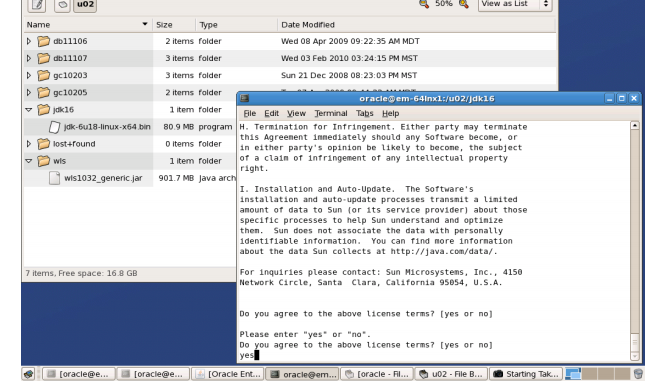 u02
50%
View as List
Name Size Type Date Modified
db11106 2 items folder Wed 08 Apr 2009 09:22:35 AM MDT
db11107 3 items folder Wed 03 Feb 2010 03:24:15 PM MST
gc10203 3 items folder Sun 21 Dec 2008 08:23:03 PM MST
gc10205 2 items folder
jdk16 1 item folder
jdk-6u18-linux-x64.bin 80.9 MB program
lost+found 0 items folder
wls 1 item folder
wls1032_generic.jar 901.7 MB Java arch
7 items, Free space: 16.8 GB
oracle@em-64lnx1:/u02/jdk16
File Edit View Terminal Tabs Help
H. Termination for Infringement. Either party may terminate
this Agreement immediately should any Software become, or
in either party's opinion be likely to become, the subject
of a claim of infringement of any intellectual property
right.
I. Installation and Auto-Update. The Software's
installation and auto-update processes transmit a limited
amount of data to Sun (or its service provider) about those
specific processes to help Sun understand and optimize
them. Sun does not associate the data with personally
identifiable information. You can find more information
about the data Sun collects at http://java.com/data/.
For inquiries please contact: Sun Microsystems, Inc., 4150
Network Circle, Santa Clara, California 95054, U.S.A.
Do you agree to the above license terms? [yes or no]
Please enter "yes" or "no".
Do you agree to the above license terms? [yes or no]
yes
[oracle@e... [oracle@e... [Oracle Ent... oracle@em... [oracle - Fil... u02 - File B... Starting Tak...